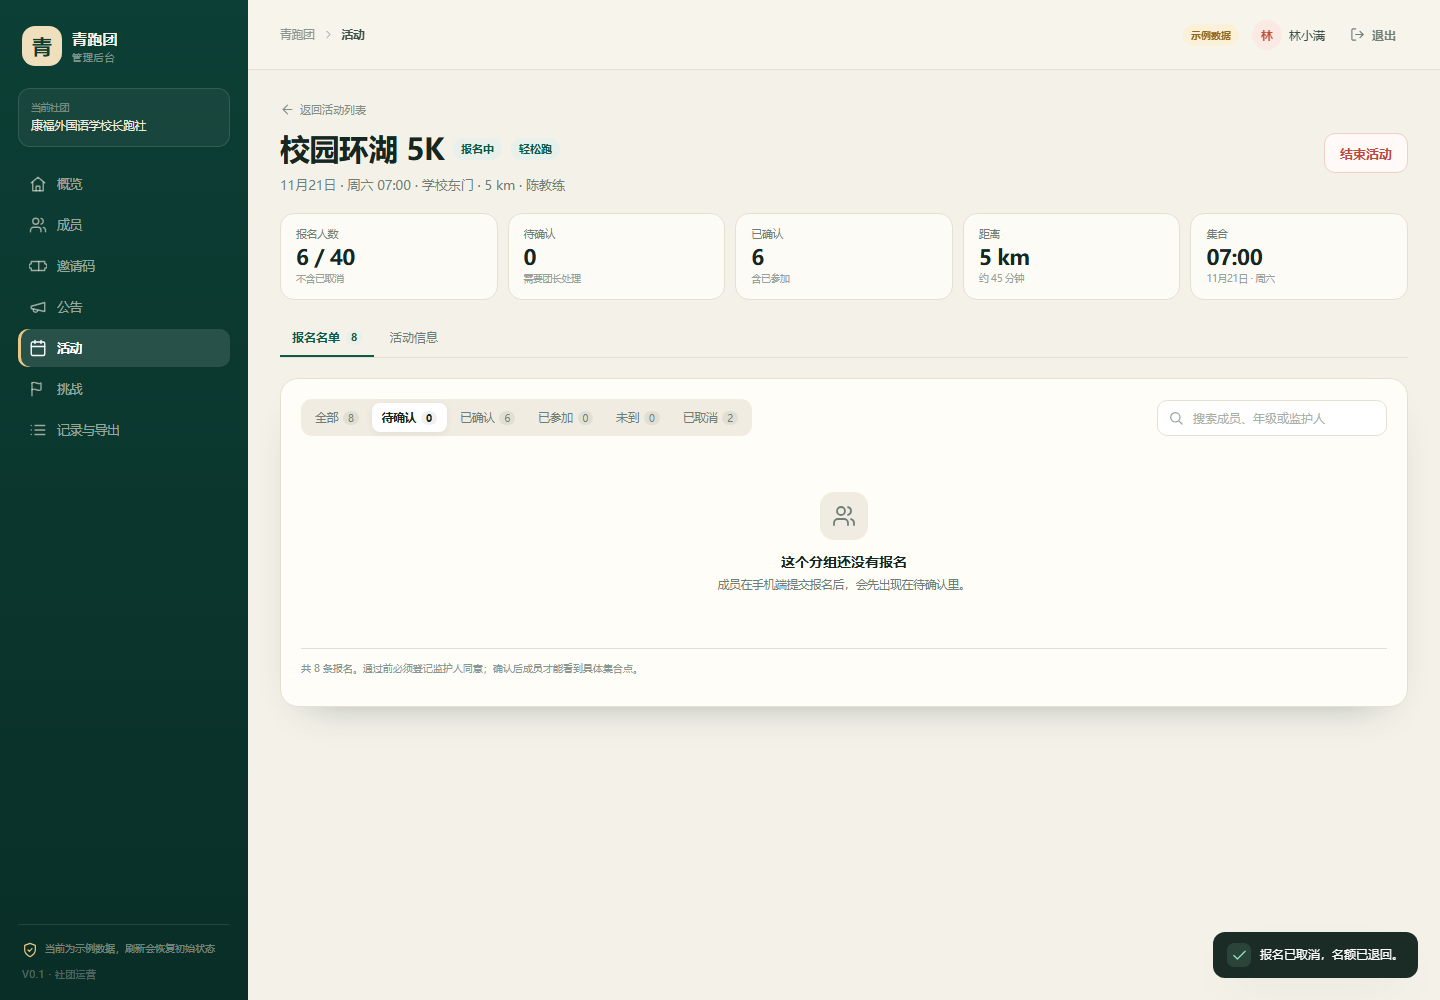 青
青跑团
管理后台
当前社团
康福外国语学校长跑社
概览
成员
邀请码
公告
活动
挑战
记录与导出
当前为示例数据，刷新会恢复初始状态
V0.1 · 社团运营
青跑团 > 活动
示例数据
林 林小满
退出
返回活动列表
校园环湖 5K 报名中 轻松跑
11月21日 · 周六 07:00 · 学校东门 · 5 km · 陈教练
结束活动
报名人数
6 / 40
不含已取消
待确认
0
需要团长处理
已确认
6
含已参加
距离
5 km
约 45 分钟
集合
07:00
11月21日 · 周六
报名名单 8 活动信息
全部 8 待确认 0 已确认 6 已参加 0 未到 0 已取消 2
搜索成员、年级或监护人
这个分组还没有报名
成员在手机端提交报名后，会先出现在待确认里。
共 8 条报名。通过前必须登记监护人同意；确认后成员才能看到具体集合点。
报名已取消，名额已退回。